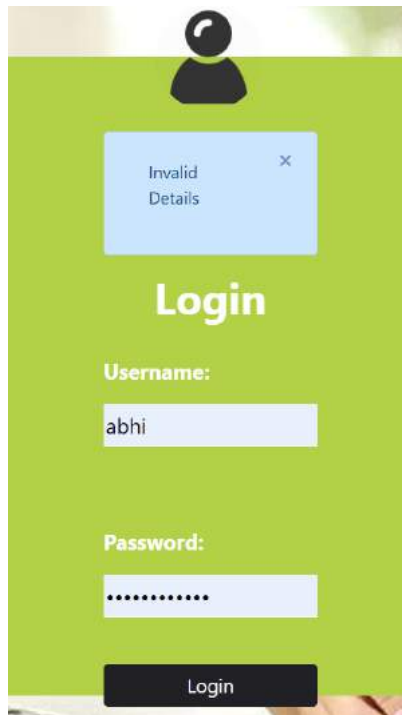 Invalid ×
Details
Login
Username:
abhi
Password:
••••••••••••
Login